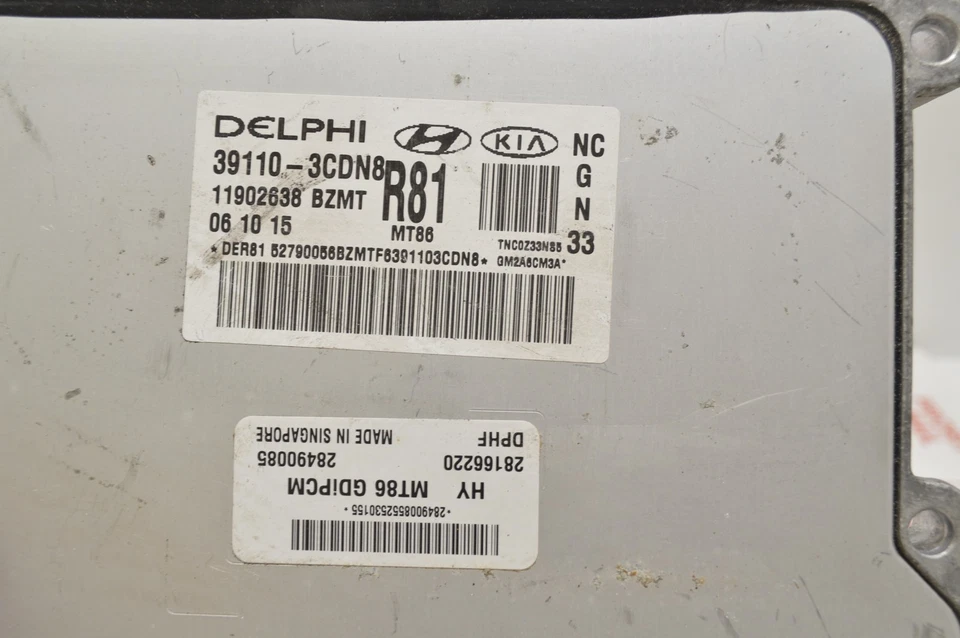 DELPHI KIA NC
39110-3CDN8 R81 G
11902638 BZMT N
06 10 15 MT86 TNC0Z33N85 33
*DER81 52790056BZMTF6391103CDN8* GM2A6CM3A*
*2849008552530155*
HY MT86 GDiPCM
28166220 28490085
DPHF MADE IN SINGAPORE